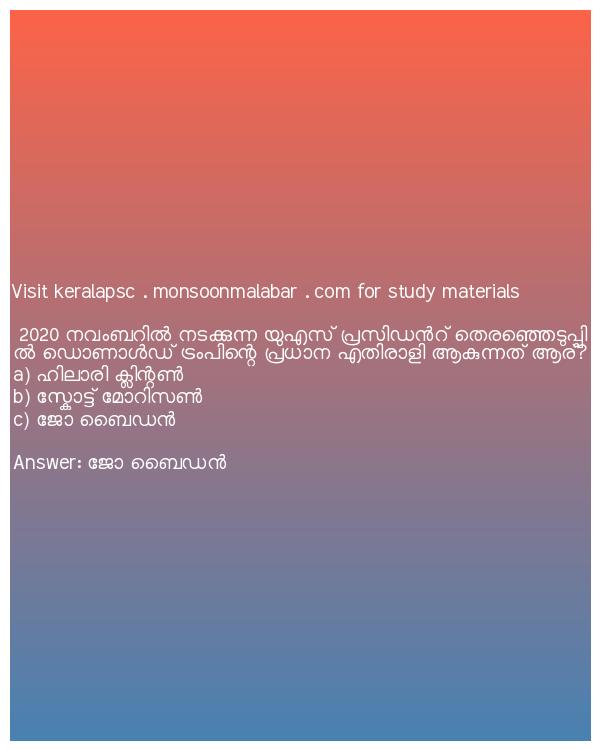 Visit keralapsc . monsoonmalabar . com for study materials
2020 നവംബറിൽ നടക്കുന്ന യുഎസ് പ്രസിഡൻറ് തെരഞ്ഞെടുപ്പി
ൽ ഡൊണാൾഡ് ട്രംപിന്റെ പ്രധാന എതിരാളി ആകുന്നത് ആര്?
a) ഹിലാരി ക്ലിന്റൺ
b) സ്കോട്ട് മോറിസൺ
c) ജോ ബൈഡൻ
Answer: ജോ ബൈഡൻ